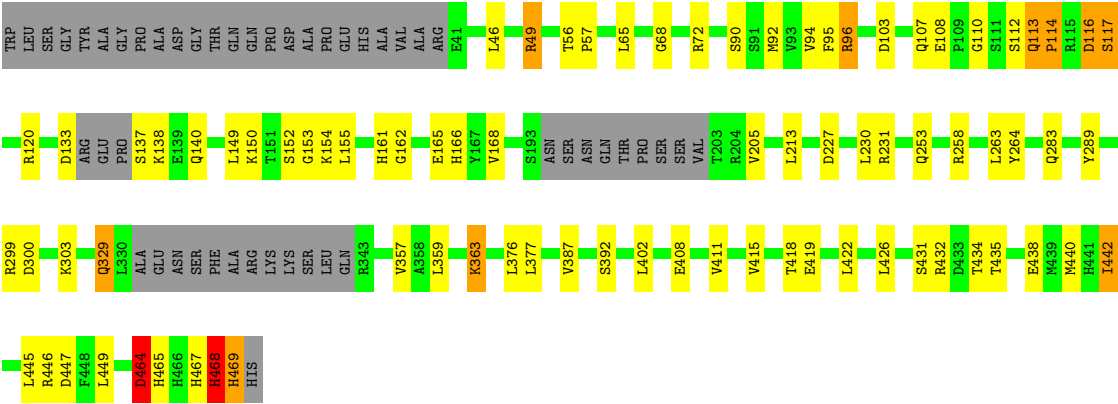 TRP LEU SER GLY TYR ALA GLY PRO ALA ASP GLY THR GLN GLN PRO ASP ALA PRO GLU HIS ALA VAL ALA ARG E41 L46 R49 T56 P57 L65 G68 R72 S90 S91 M92 V93 V94 F95 R96 D103 Q107 E108 P109 G110 S111 S112 Q113 P114 R115 D116 S117
R120 D133 ARG GLU PRO S137 K138 E139 Q140 L149 K150 T151 S152 G153 K154 L155 H161 G162 E165 H166 Y167 V168 S193 ASN SER ASN GLN THR PRO SER SER VAL T203 R204 V205 L213 D227 L230 R231 Q253 R258 L263 Y264 Q283 Y289
R299 D300 K303 Q329 L330 ALA GLU ASN SER PHE ALA ARG LYS LYS SER LEU GLN R343 V357 A358 L359 K363 L376 L377 V387 S392 L402 E408 V411 V415 T418 E419 L422 L426 S431 R432 D433 T434 T435 E438 M439 M440 H441 I442
L445 R446 D447 F448 L449 D464 H465 H466 H467 H468 H469 HIS